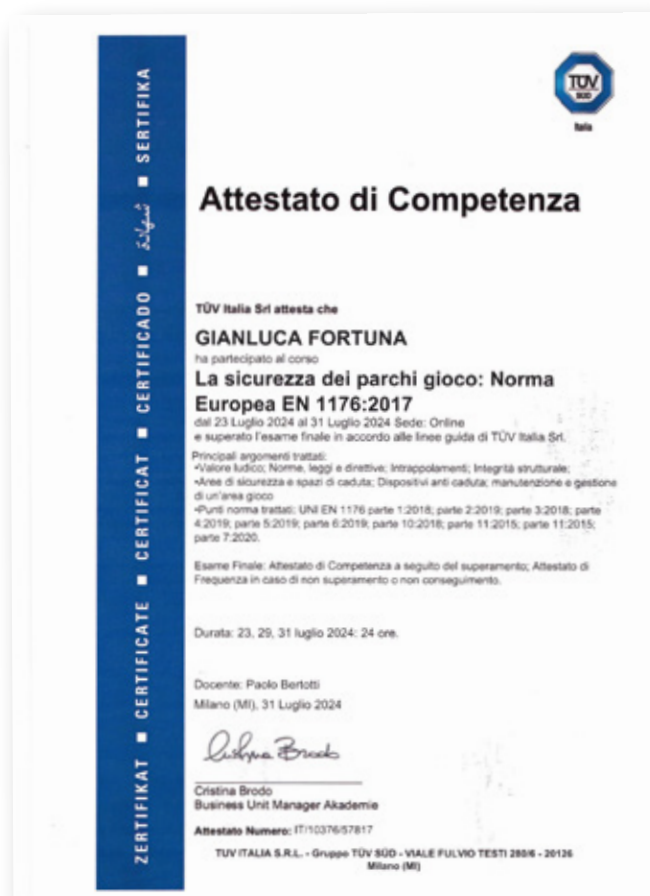 ZERTIFIKAT ■ CERTIFICATE ■ CERTIFICAT ■ CERTIFICADO ■ شهادة ■ SERTIFIKA
TÜV
SÜD
Italia
Attestato di Competenza
TÜV Italia Srl attesta che
GIANLUCA FORTUNA
ha partecipato al corso
La sicurezza dei parchi gioco: Norma
Europea EN 1176:2017
dal 23 Luglio 2024 al 31 Luglio 2024 Sede: Online
e superato l'esame finale in accordo alle linee guida di TÜV Italia Srl.
Principali argomenti trattati:
•Valore ludico; Norme, leggi e direttive; Intrappolamenti; Integrità strutturale;
•Aree di sicurezza e spazi di caduta; Dispositivi anti caduta; manutenzione e gestione
di un'area gioco
•Punti norma trattati: UNI EN 1176 parte 1:2018; parte 2:2019; parte 3:2018; parte
4:2019; parte 5:2019; parte 6:2019; parte 10:2018; parte 11:2015; parte 11:2015;
parte 7:2020.
Esame Finale: Attestato di Competenza a seguito del superamento; Attestato di
Frequenza in caso di non superamento o non conseguimento.
Durata: 23, 29, 31 luglio 2024: 24 ore.
Docente: Paolo Bertotti
Milano (MI), 31 Luglio 2024
Cristina Brodo
Cristina Brodo
Business Unit Manager Akademie
Attestato Numero: IT/10376/57817
TUV ITALIA S.R.L. - Gruppo TÜV SÜD - VIALE FULVIO TESTI 280/6 - 20126
Milano (MI)